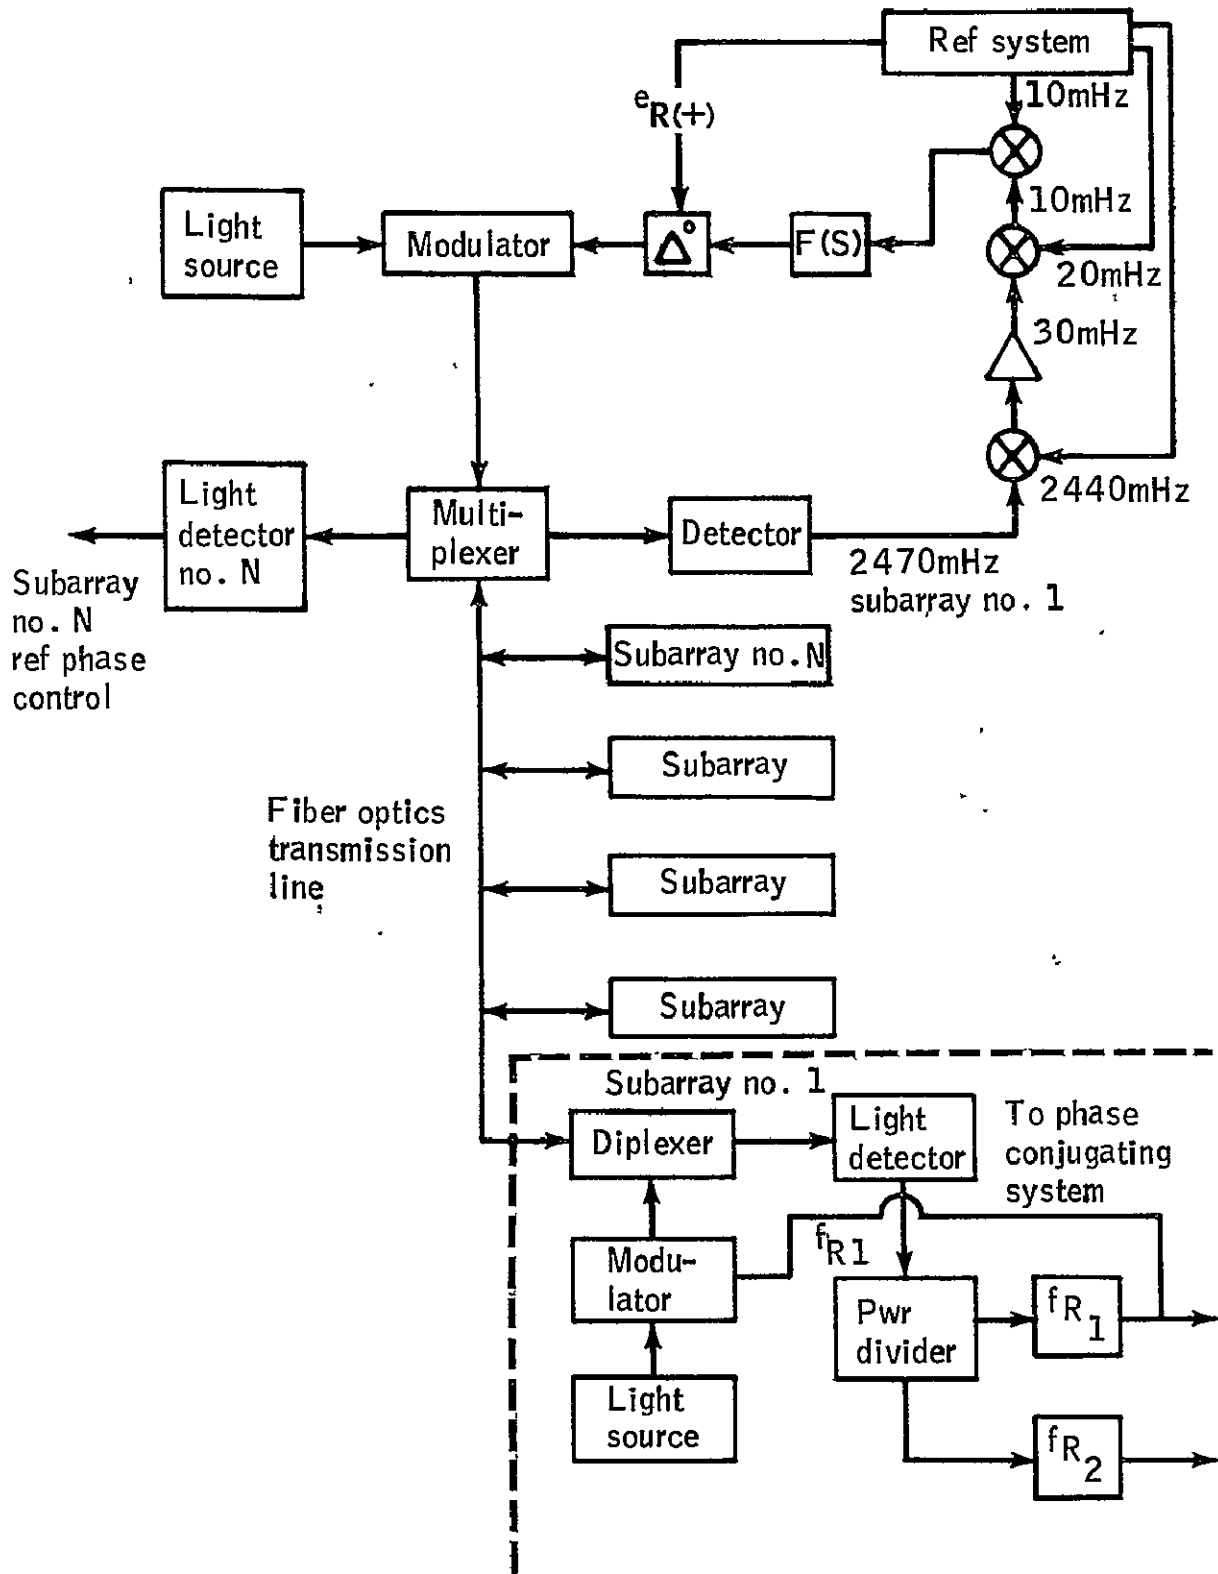 Ref system
10mHz
eR(+)
10mHz
Light
source
Modulator
Δ°
F(S)
20mHz
30mHz
2440mHz
Light
detector
no. N
Multi-
plexer
Detector
2470mHz
subarray no. 1
Subarray
no. N
ref phase
control
Subarray no. N
Subarray
Fiber optics
transmission
line
Subarray
Subarray
Subarray no. 1
Diplexer
Light
detector
To phase
conjugating
system
fR1
Modu-
lator
Pwr
divider
fR1
Light
source
fR2